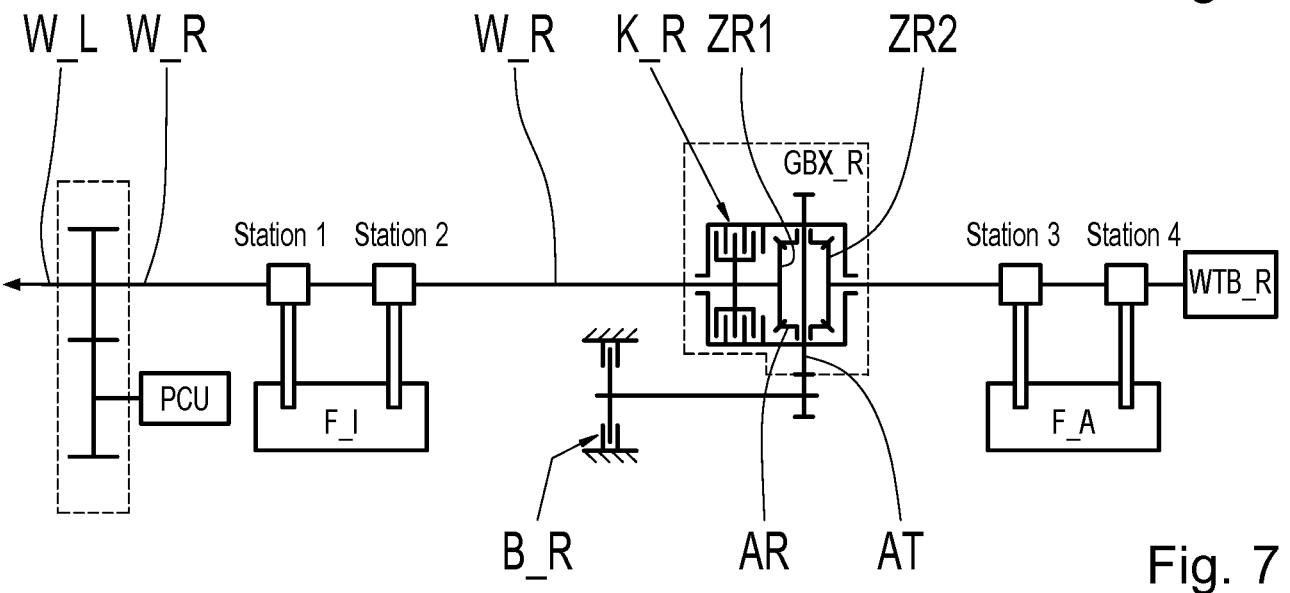 W_L W_R W_R K_R ZR1 ZR2
GBX_R
Station 1 Station 2 Station 3 Station 4
WTB_R
PCU
F_I F_A
B_R AR AT
Fig. 7